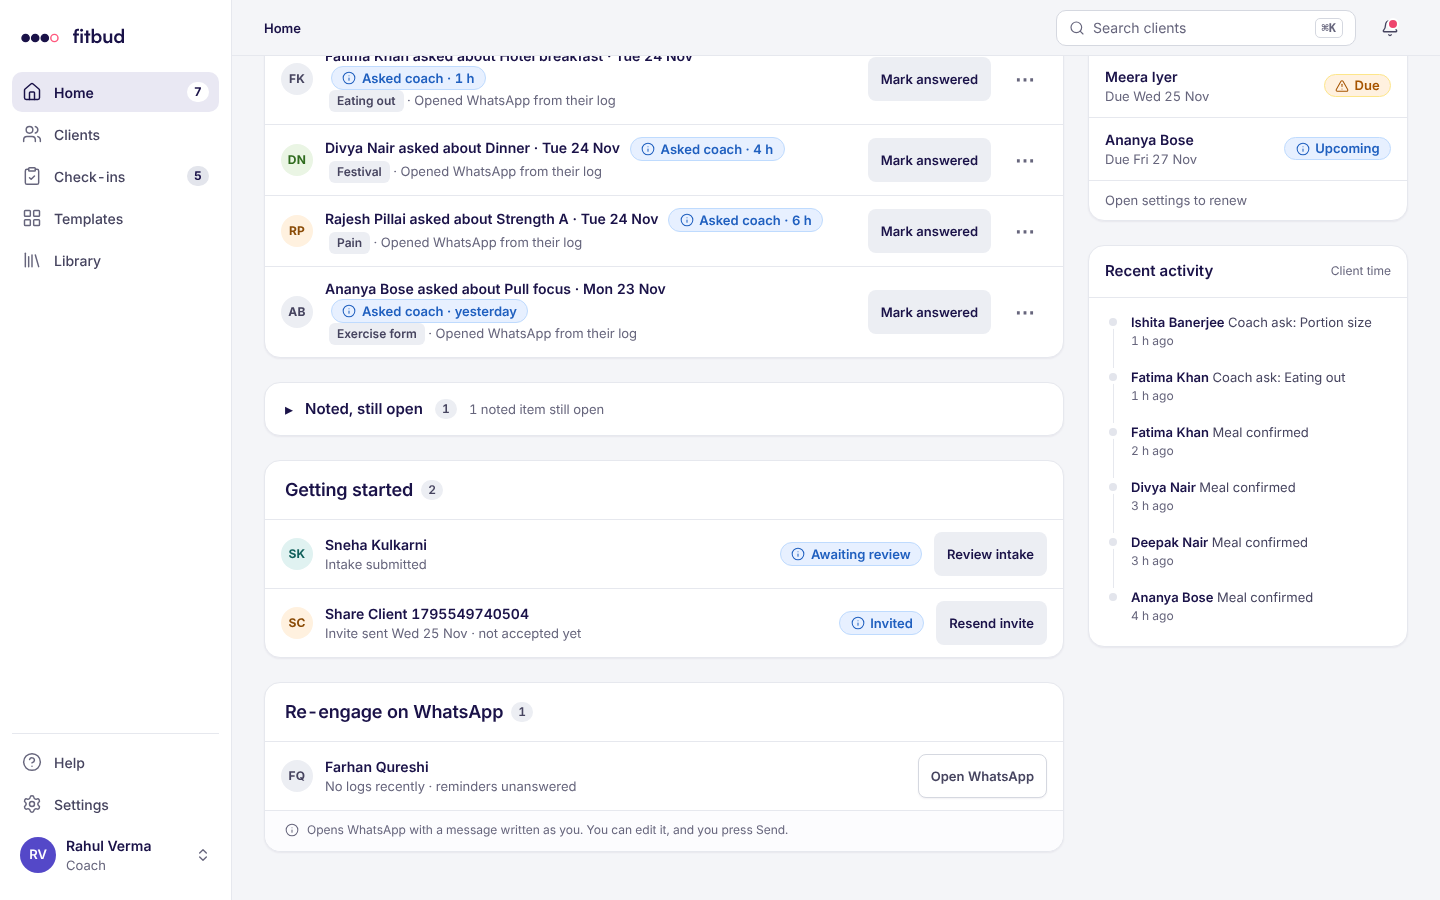 fitbud
Home 7
Clients
Check-ins 5
Templates
Library
Help
Settings
RV Rahul Verma
Coach
Home
Search clients ⌘K
Fatima Khan asked about Hotel breakfast · Tue 24 Nov
FK Asked coach · 1 h
Eating out · Opened WhatsApp from their log
Mark answered ···
DN Divya Nair asked about Dinner · Tue 24 Nov Asked coach · 4 h
Festival · Opened WhatsApp from their log
Mark answered ···
RP Rajesh Pillai asked about Strength A · Tue 24 Nov Asked coach · 6 h
Pain · Opened WhatsApp from their log
Mark answered ···
AB Ananya Bose asked about Pull focus · Mon 23 Nov
Asked coach · yesterday
Exercise form · Opened WhatsApp from their log
Mark answered ···
Noted, still open 1 1 noted item still open
Getting started 2
SK Sneha Kulkarni
Intake submitted
Awaiting review Review intake
SC Share Client 1795549740504
Invite sent Wed 25 Nov · not accepted yet
Invited Resend invite
Re-engage on WhatsApp 1
FQ Farhan Qureshi
No logs recently · reminders unanswered
Open WhatsApp
Opens WhatsApp with a message written as you. You can edit it, and you press Send.
Meera Iyer
Due Wed 25 Nov
Due
Ananya Bose
Due Fri 27 Nov
Upcoming
Open settings to renew
Recent activity Client time
Ishita Banerjee Coach ask: Portion size
1 h ago
Fatima Khan Coach ask: Eating out
1 h ago
Fatima Khan Meal confirmed
2 h ago
Divya Nair Meal confirmed
3 h ago
Deepak Nair Meal confirmed
3 h ago
Ananya Bose Meal confirmed
4 h ago